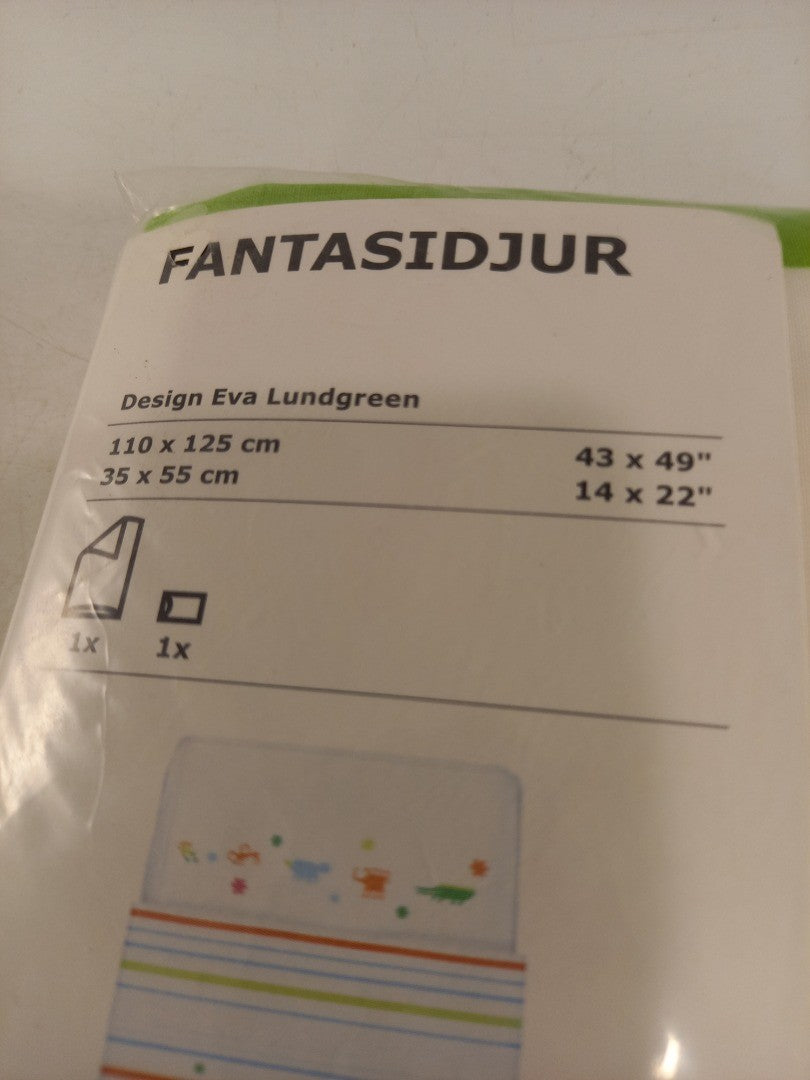 FANTASIDJUR
Design Eva Lundgreen
110 x 125 cm 43 x 49"
35 x 55 cm 14 x 22"
1x 1x